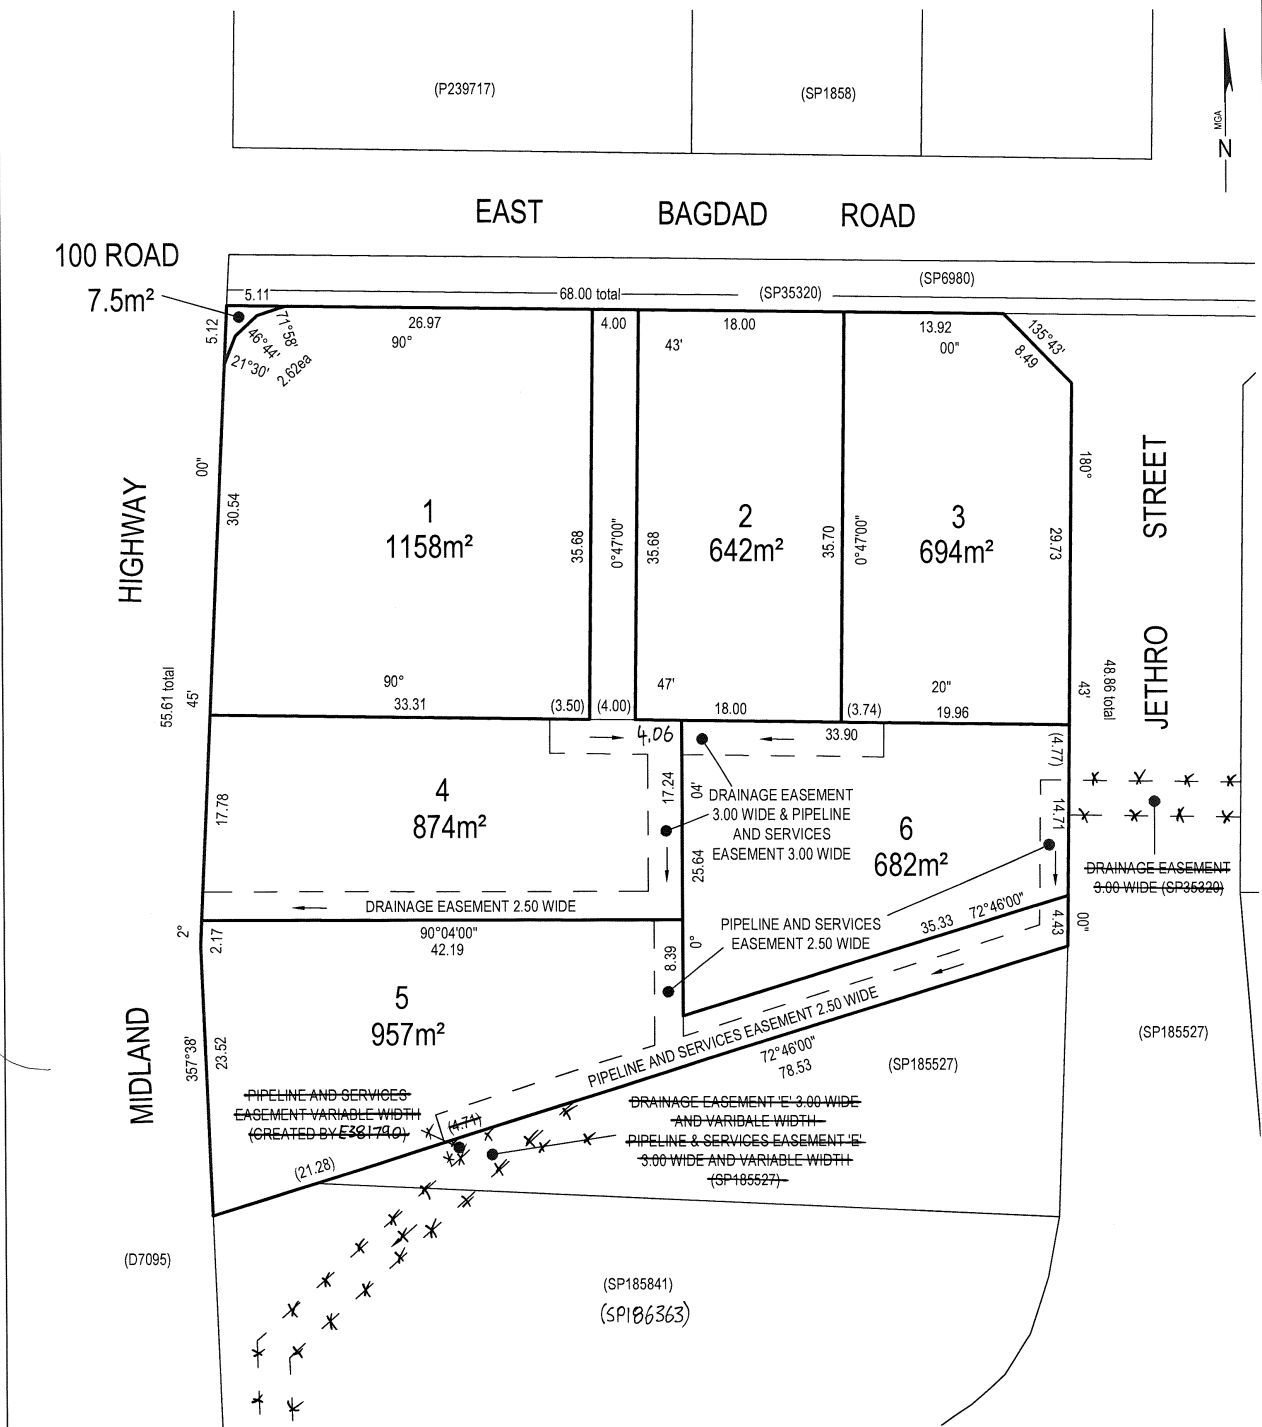 (P239717)
(SP1858)
MGA
N
EAST BAGDAD ROAD
100 ROAD
7.5m²
(SP6980)
5.11
68.00 total
(SP35320)
5.12
71°58'
46°44'
21°30'
2.62ea
26.97
90°
4.00
18.00
43'
13.92
00"
135°43'
8.49
HIGHWAY
00"
30.54
1
1158m²
35.68
0°47'00"
35.68
2
642m²
35.70
0°47'00"
3
694m²
29.73
180°
STREET
JETHRO
55.61 total
45'
90°
33.31
(3.50)
(4.00)
47'
18.00
(3.74)
20"
19.96
43'
48.86 total
4.06
33.90
(4.77)
17.78
4
874m²
17.24
04'
DRAINAGE EASEMENT
3.00 WIDE & PIPELINE
AND SERVICES
EASEMENT 3.00 WIDE
25.64
6
682m²
14.71
DRAINAGE EASEMENT
3.00 WIDE (SP35320)
DRAINAGE EASEMENT 2.50 WIDE
2°
2.17
90°04'00"
42.19
8.39
0°
PIPELINE AND SERVICES
EASEMENT 2.50 WIDE
35.33
72°46'00"
4.43
00"
5
957m²
MIDLAND
357°38'
23.52
PIPELINE AND SERVICES EASEMENT 2.50 WIDE
72°46'00"
78.53
(SP185527)
(SP185527)
PIPELINE AND SERVICES
EASEMENT VARIABLE WIDTH
(CREATED BY E381790)
(4.71)
DRAINAGE EASEMENT 'E' 3.00 WIDE
AND VARIBALE WIDTH
PIPELINE & SERVICES EASEMENT 'E'
3.00 WIDE AND VARIABLE WIDTH
(SP185527)
(21.28)
(D7095)
(SP185841)
(SP186363)